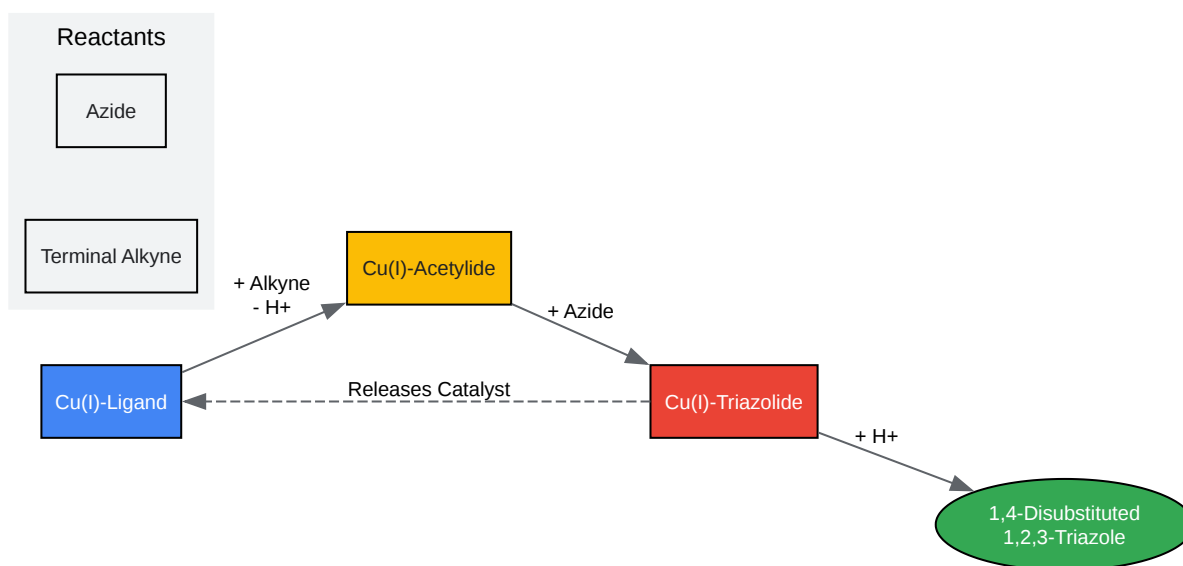 Reactants
Azide
Terminal Alkyne
Cu(I)-Acetylide
+ Alkyne
- H+
+ Azide
Cu(I)-Ligand
Releases Catalyst
Cu(I)-Triazolide
+ H+
1,4-Disubstituted
1,2,3-Triazole